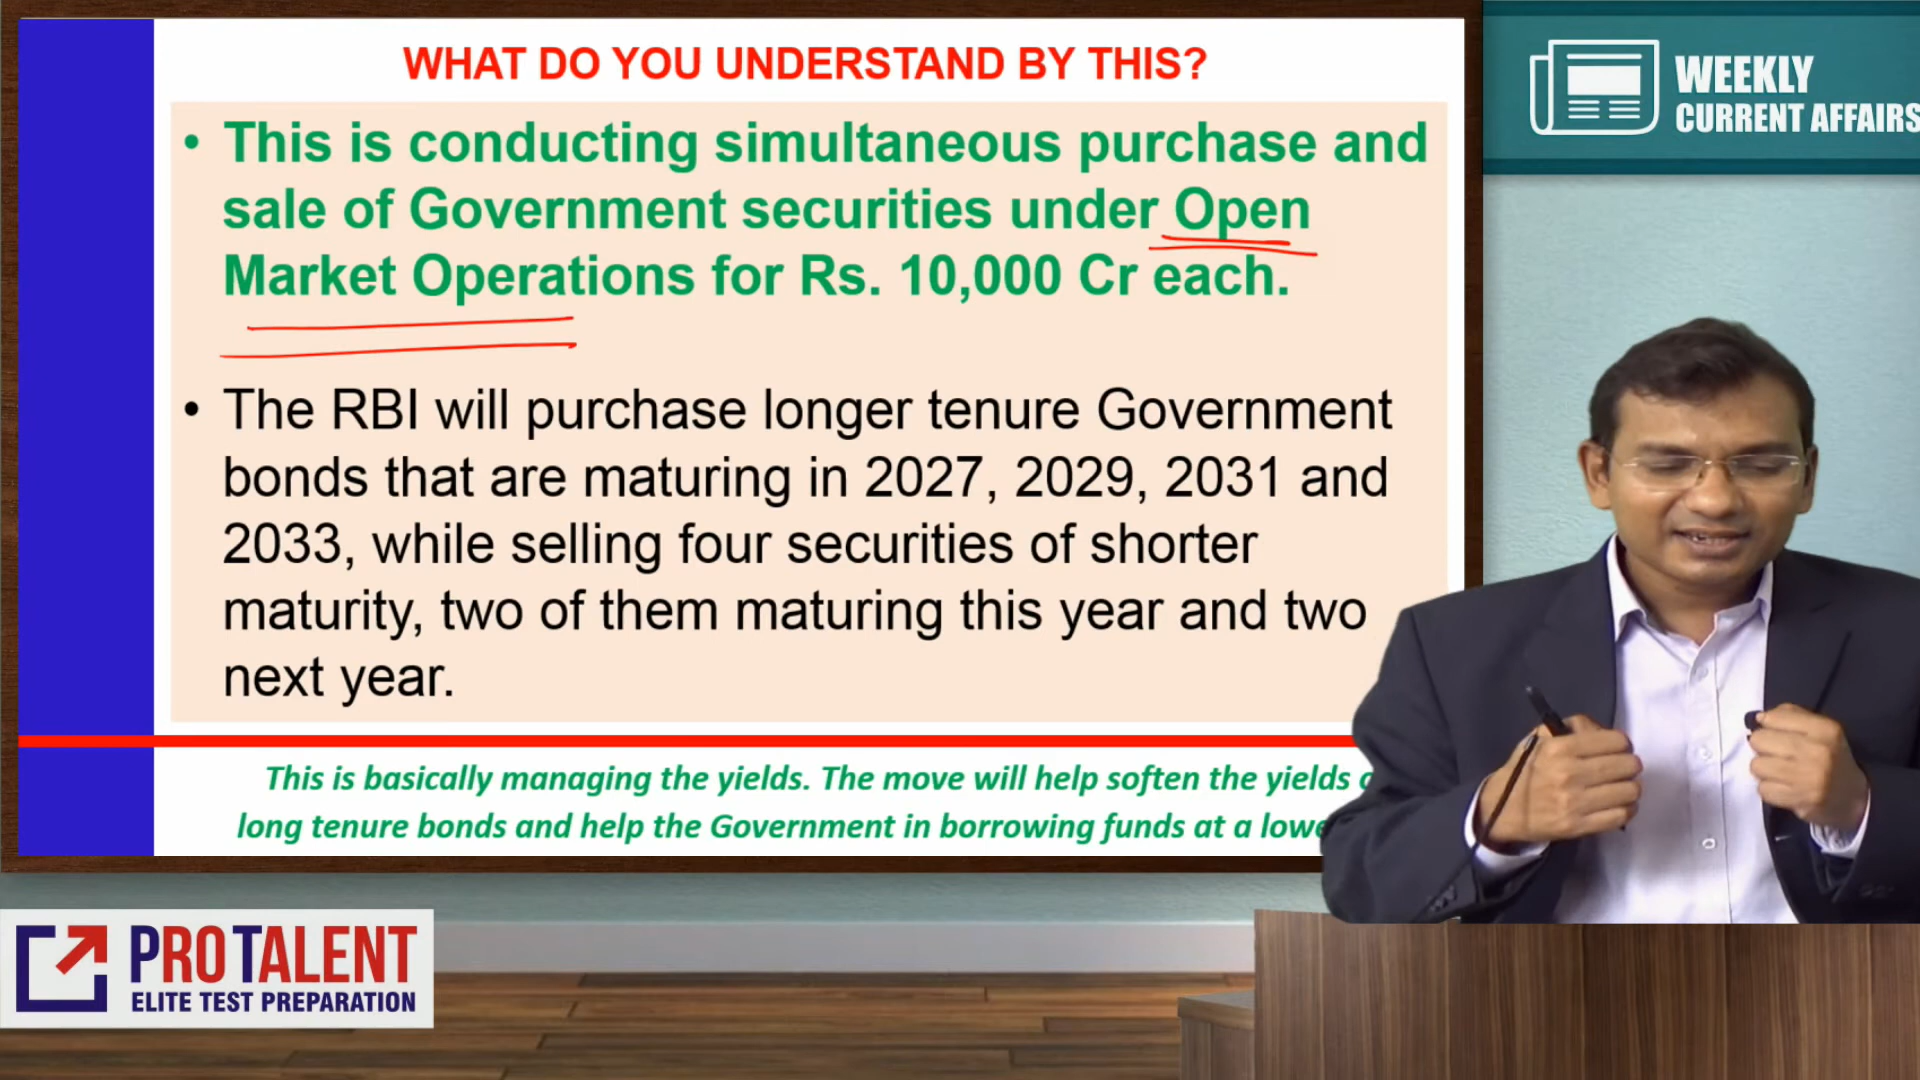 WHAT DO YOU UNDERSTAND BY THIS?
• This is conducting simultaneous purchase and
sale of Government securities under Open
Market Operations for Rs. 10,000 Cr each.
• The RBI will purchase longer tenure Government
bonds that are maturing in 2027, 2029, 2031 and
2033, while selling four securities of shorter
maturity, two of them maturing this year and two
next year.
This is basically managing the yields. The move will help soften the yields
long tenure bonds and help the Government in borrowing funds at a
WEEKLY
CURRENT AFFAIRS
PRO TALENT
ELITE TEST PREPARATION